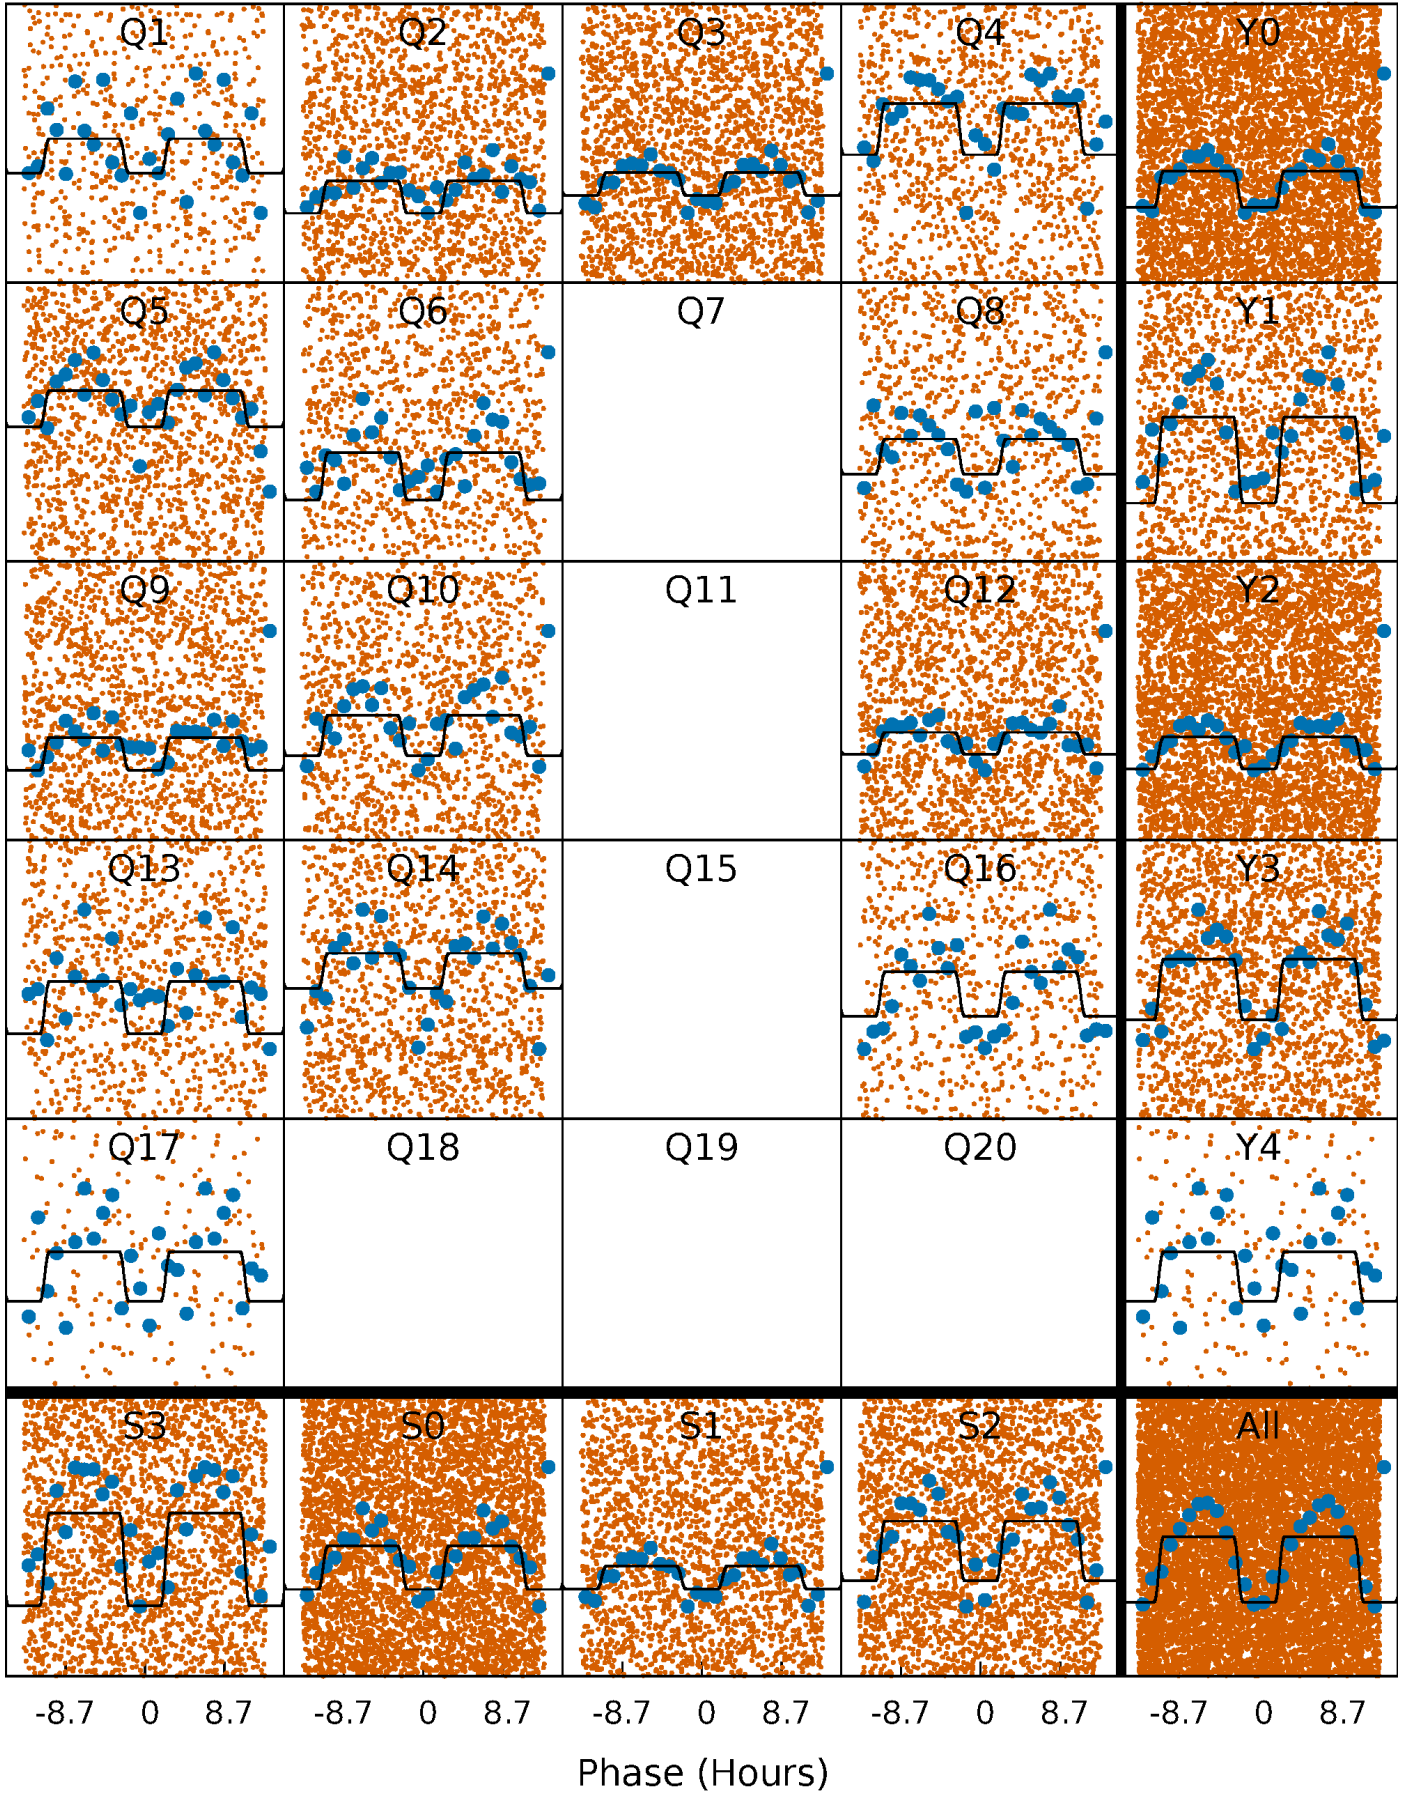 Q1 Q2 Q3 Q4 Y0
Q5 Q6 Q7 Q8 Y1
Q9 Q10 Q11 Q12 Y2
Q13 Q14 Q15 Q16 Y3
Q17 Q18 Q19 Q20 Y4
S3 S0 S1 S2 All
-8.7 0 8.7 -8.7 0 8.7 -8.7 0 8.7 -8.7 0 8.7 -8.7 0 8.7
Phase (Hours)